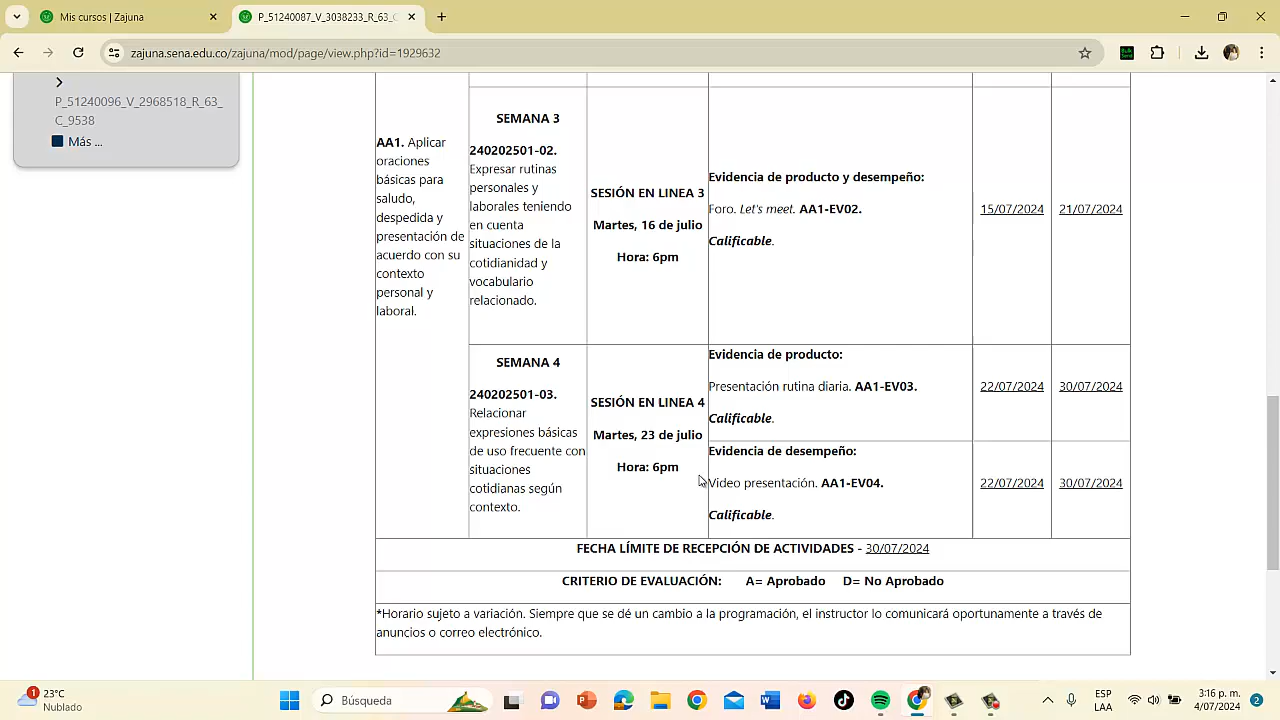 Mis cursos | Zajuna
P_51240087_V_3038233_R_63_C
zajuna.sena.edu.co/zajuna/mod/page/view.php?id=1929632
P_51240096_V_2968518_R_63_
C_9538
Más ...
AA1. Aplicar
oraciones
básicas para
saludo,
despedida y
presentación de
acuerdo con su
contexto
personal y
laboral.
SEMANA 3
240202501-02.
Expresar rutinas
personales y
laborales teniendo
en cuenta
situaciones de la
cotidianidad y
vocabulario
relacionado.
SESIÓN EN LINEA 3
Martes, 16 de julio
Hora: 6pm
Evidencia de producto y desempeño:
Foro. Let's meet. AA1-EV02.
Calificable.
15/07/2024
21/07/2024
SEMANA 4
240202501-03.
Relacionar
expresiones básicas
de uso frecuente con
situaciones
cotidianas según
contexto.
SESIÓN EN LINEA 4
Martes, 23 de julio
Hora: 6pm
Evidencia de producto:
Presentación rutina diaria. AA1-EV03.
Calificable.
22/07/2024
30/07/2024
Evidencia de desempeño:
Video presentación. AA1-EV04.
Calificable.
22/07/2024
30/07/2024
FECHA LÍMITE DE RECEPCIÓN DE ACTIVIDADES - 30/07/2024
CRITERIO DE EVALUACIÓN: A= Aprobado D= No Aprobado
*Horario sujeto a variación. Siempre que se dé un cambio a la programación, el instructor lo comunicará oportunamente a través de
anuncios o correo electrónico.
1
23°C
Nublado
Búsqueda
ESP
LAA
3:16 p. m.
4/07/2024
2